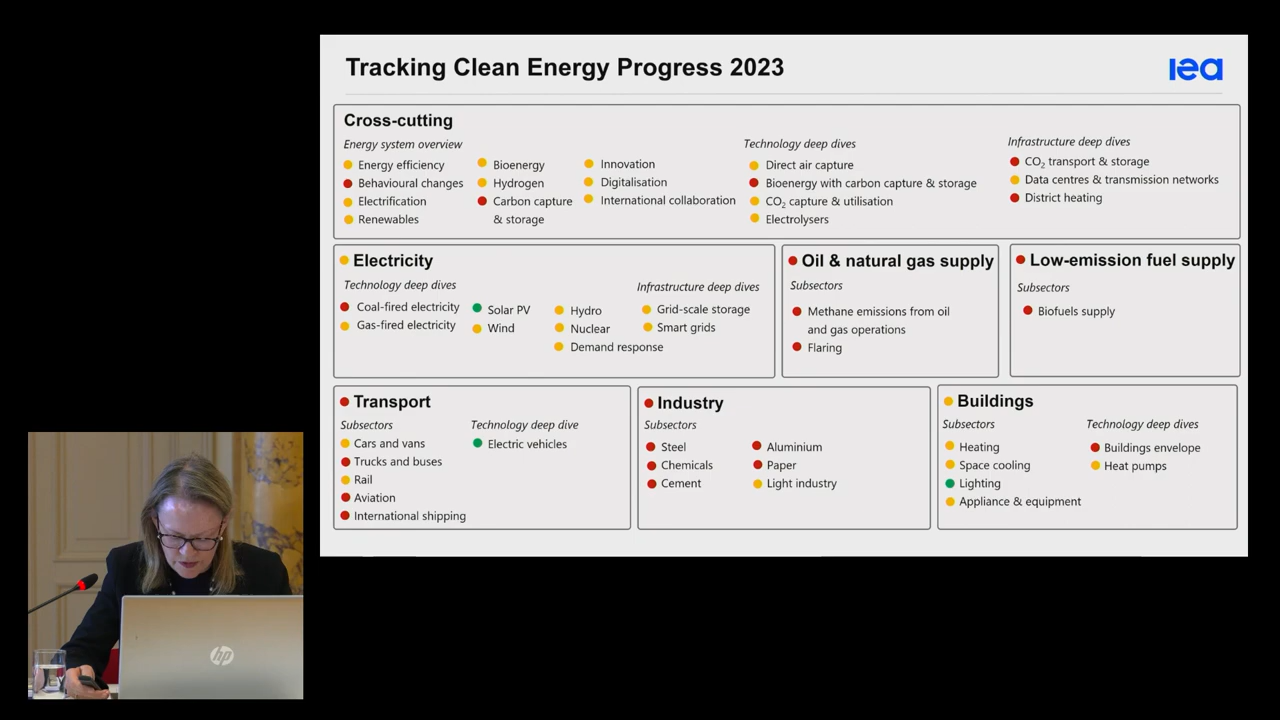 Tracking Clean Energy Progress 2023
iea
Cross-cutting
Energy system overview
Energy efficiency
Behavioural changes
Electrification
Renewables
Bioenergy
Hydrogen
Carbon capture
& storage
Innovation
Digitalisation
International collaboration
Technology deep dives
Direct air capture
Bioenergy with carbon capture & storage
CO₂ capture & utilisation
Electrolysers
Infrastructure deep dives
CO₂ transport & storage
Data centres & transmission networks
District heating
Electricity
Technology deep dives
Coal-fired electricity
Gas-fired electricity
Solar PV
Wind
Hydro
Nuclear
Demand response
Infrastructure deep dives
Grid-scale storage
Smart grids
Oil & natural gas supply
Subsectors
Methane emissions from oil
and gas operations
Flaring
Low-emission fuel supply
Subsectors
Biofuels supply
Transport
Subsectors
Cars and vans
Trucks and buses
Rail
Aviation
International shipping
Technology deep dive
Electric vehicles
Industry
Subsectors
Steel
Chemicals
Cement
Aluminium
Paper
Light industry
Buildings
Subsectors
Heating
Space cooling
Lighting
Appliance & equipment
Technology deep dives
Buildings envelope
Heat pumps
hp